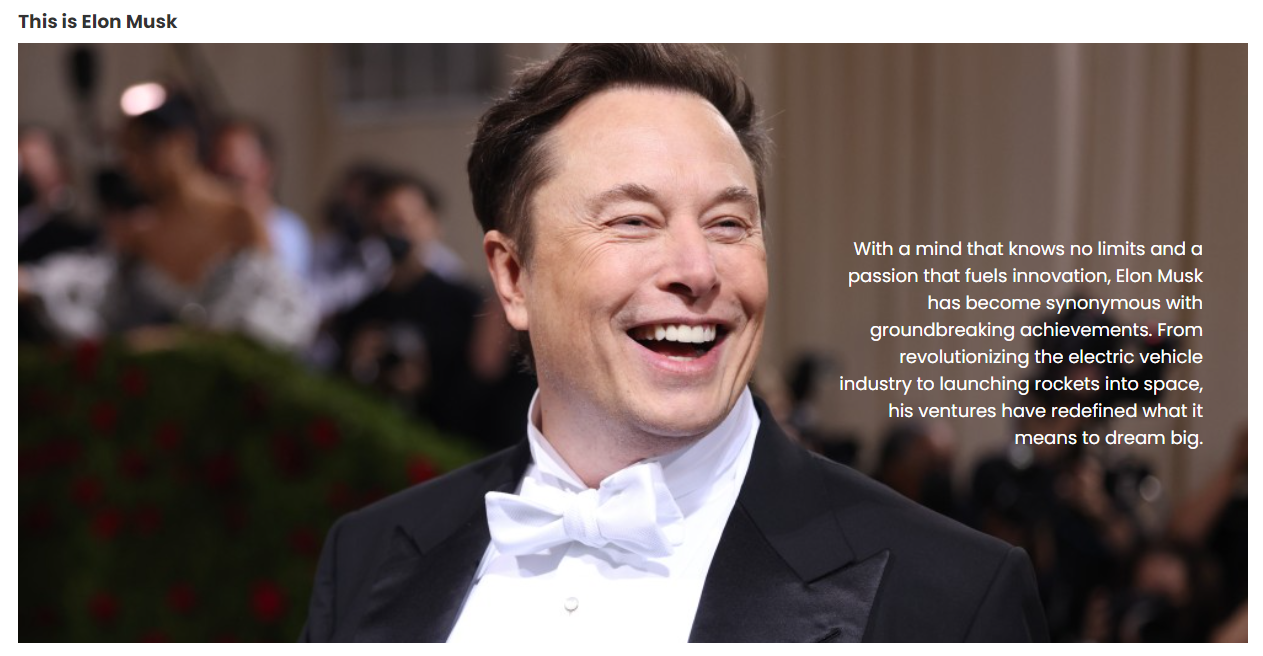 This is Elon Musk
With a mind that knows no limits and a
passion that fuels innovation, Elon Musk
has become synonymous with
groundbreaking achievements. From
revolutionizing the electric vehicle
industry to launching rockets into space,
his ventures have redefined what it
means to dream big.